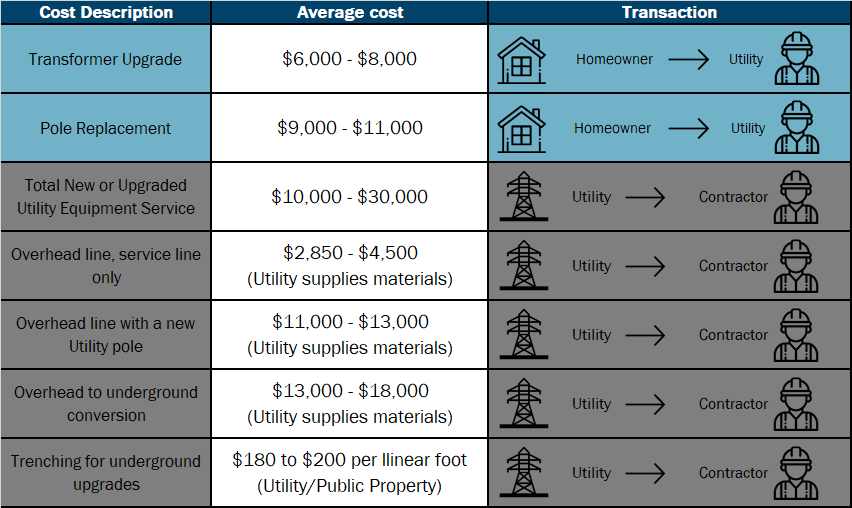 Cost Description Average cost Transaction
Transformer Upgrade $6,000 - $8,000 Homeowner Utility
Pole Replacement $9,000 - $11,000 Homeowner Utility
Total New or Upgraded
Utility Equipment Service $10,000 - $30,000 Utility Contractor
Overhead line, service line
only $2,850 - $4,500
(Utility supplies materials) Utility Contractor
Overhead line with a new
Utility pole $11,000 - $13,000
(Utility supplies materials) Utility Contractor
Overhead to underground
conversion $13,000 - $18,000
(Utility supplies materials) Utility Contractor
Trenching for underground
upgrades $180 to $200 per llinear foot
(Utility/Public Property) Utility Contractor